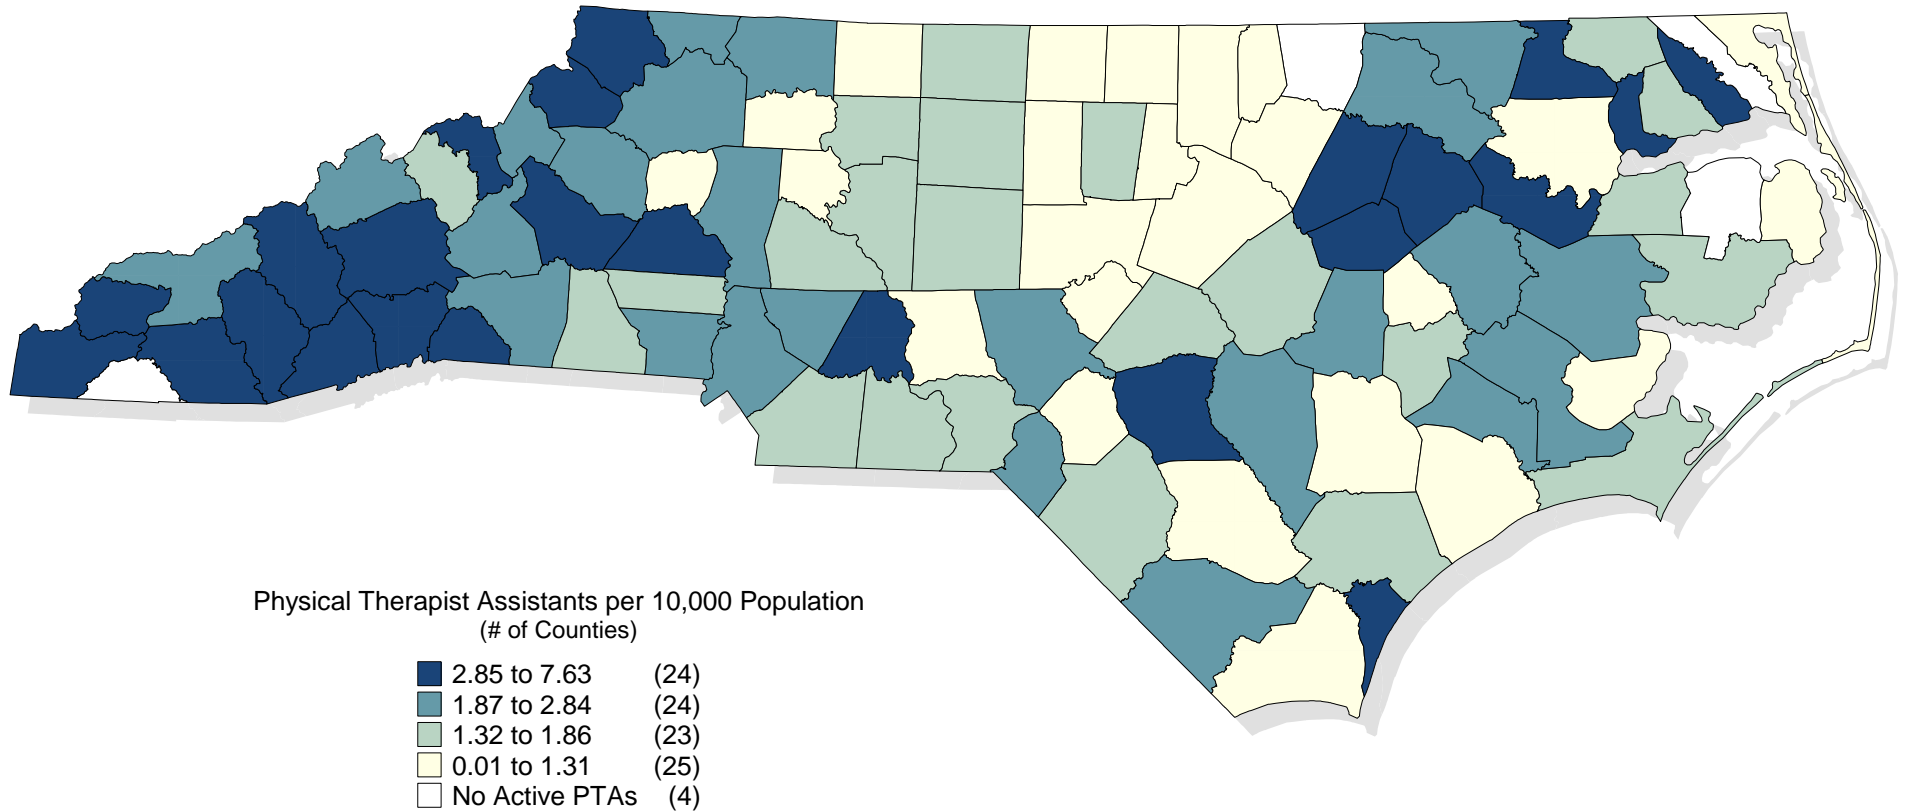 Physical Therapist Assistants per 10,000 Population
(# of Counties)
2.85 to 7.63 (24)
1.87 to 2.84 (24)
1.32 to 1.86 (23)
0.01 to 1.31 (25)
No Active PTAs (4)